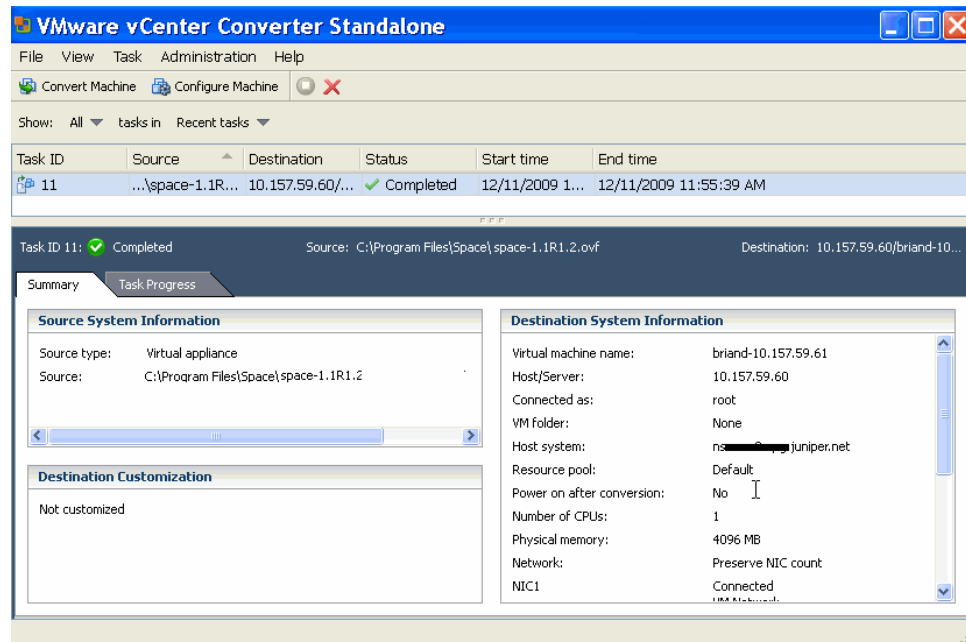 VMware vCenter Converter Standalone
File View Task Administration Help
Convert Machine Configure Machine
Show: All tasks in Recent tasks
Task ID Source Destination Status Start time End time
11 ...\space-1.1R... 10.157.59.60/... Completed 12/11/2009 1... 12/11/2009 11:55:39 AM
Task ID 11: Completed Source: C:\Program Files\Space\space-1.1R1.2.ovf Destination: 10.157.59.60/briand-10...
Summary Task Progress
Source System Information
Source type: Virtual appliance
Source: C:\Program Files\Space\space-1.1R1.2
Destination Customization
Not customized
Destination System Information
Virtual machine name: briand-10.157.59.61
Host/Server: 10.157.59.60
Connected as: root
VM folder: None
Host system: juniper.net
Resource pool: Default
Power on after conversion: No
Number of CPUs: 1
Physical memory: 4096 MB
Network: Preserve NIC count
NIC1 Connected